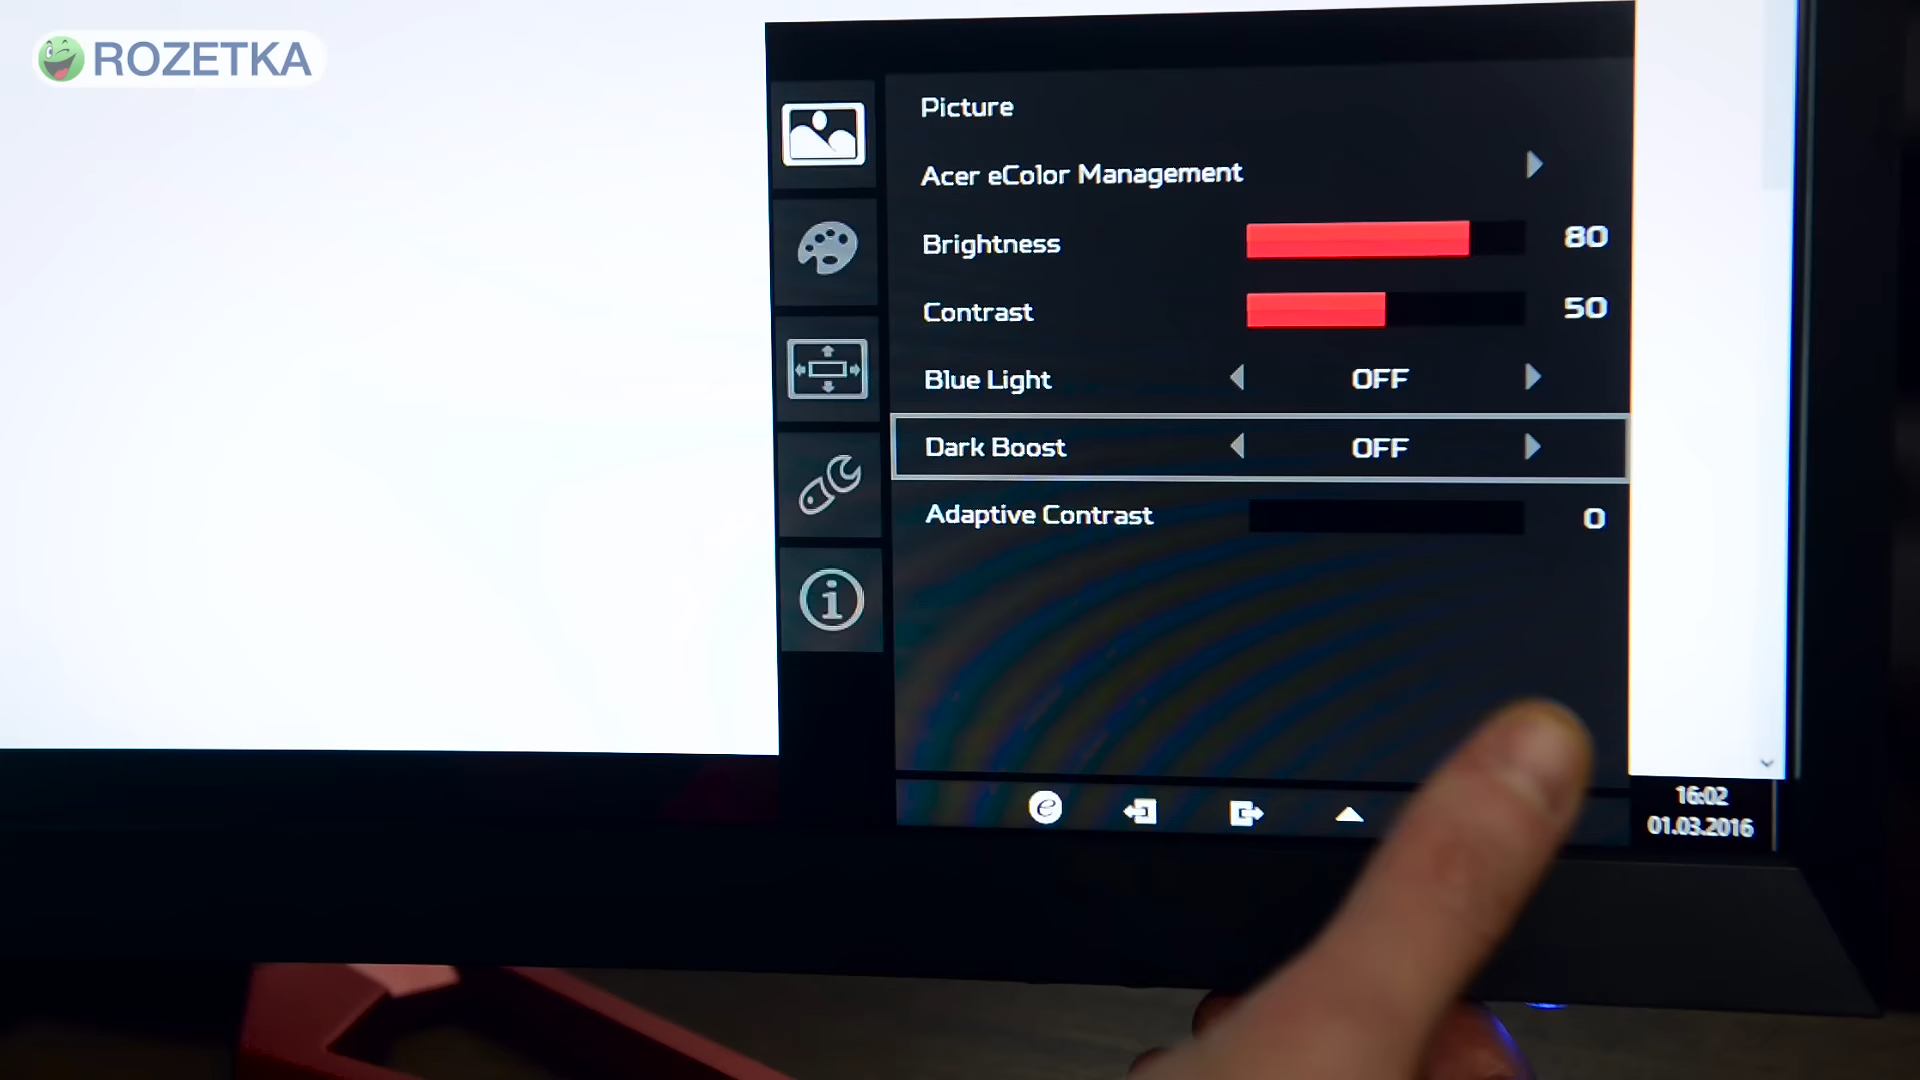 ROZETKA
Picture
Acer eColor Management
Brightness 80
Contrast 50
Blue Light OFF
Dark Boost OFF
Adaptive Contrast 0
16:02
01.03.2016